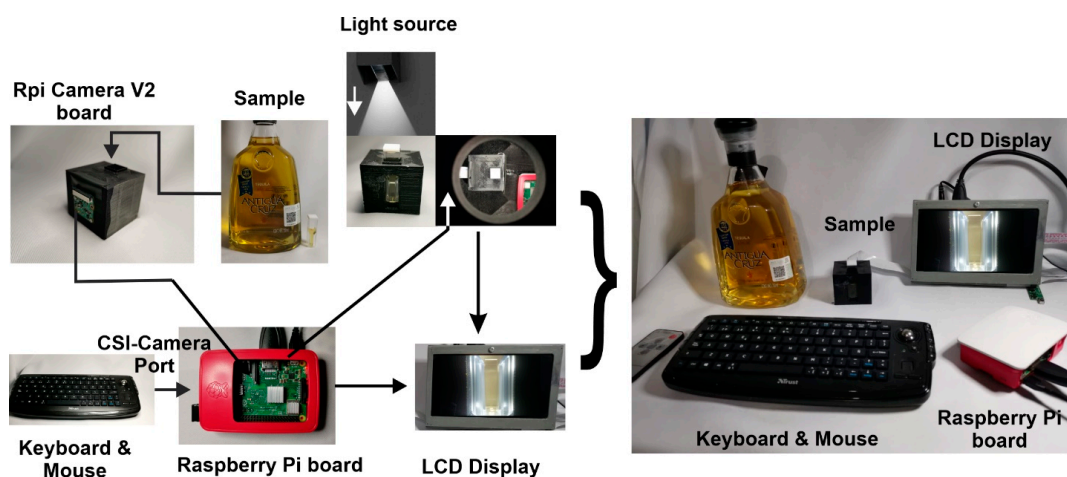 Light source
Rpi Camera V2
board
Sample
ANTIGUA
CRUZ
CSI-Camera
Port
Keyboard &
Mouse
Raspberry Pi board
LCD Display
LCD Display
Sample
ANTIGUA
CRUZ
Trust
Keyboard & Mouse
Raspberry Pi
board